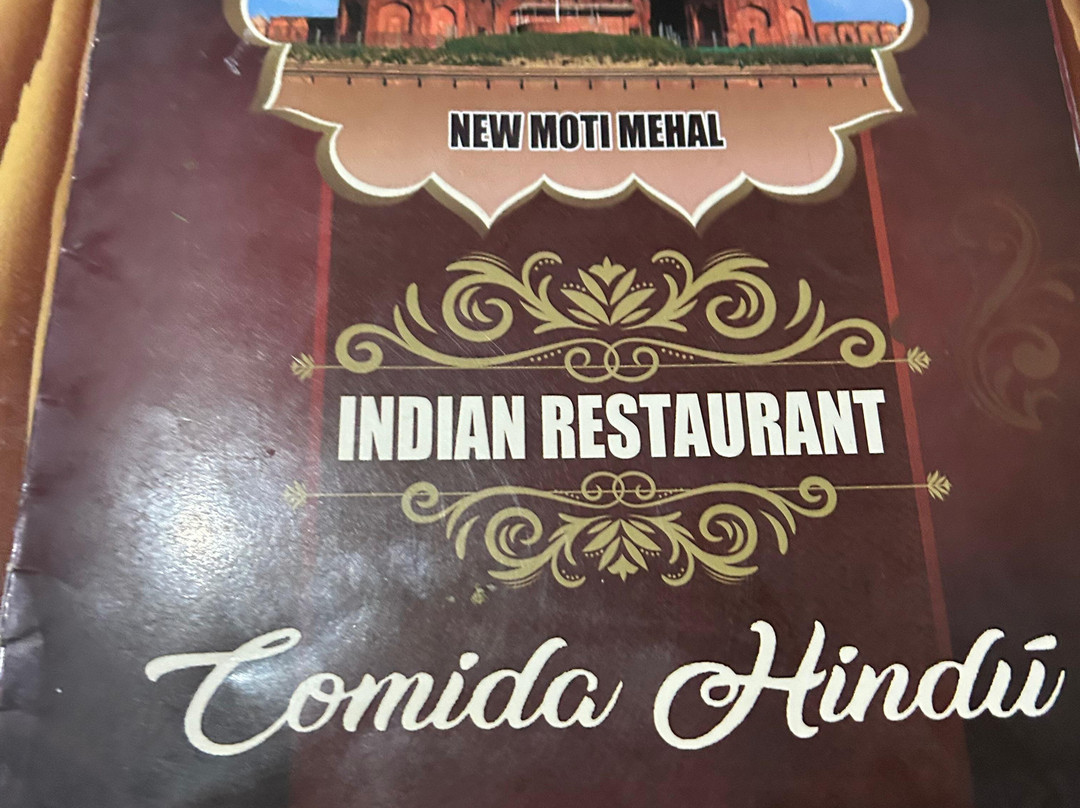 NEW MOTI MEHAL
INDIAN RESTAURANT
Comida Hindú